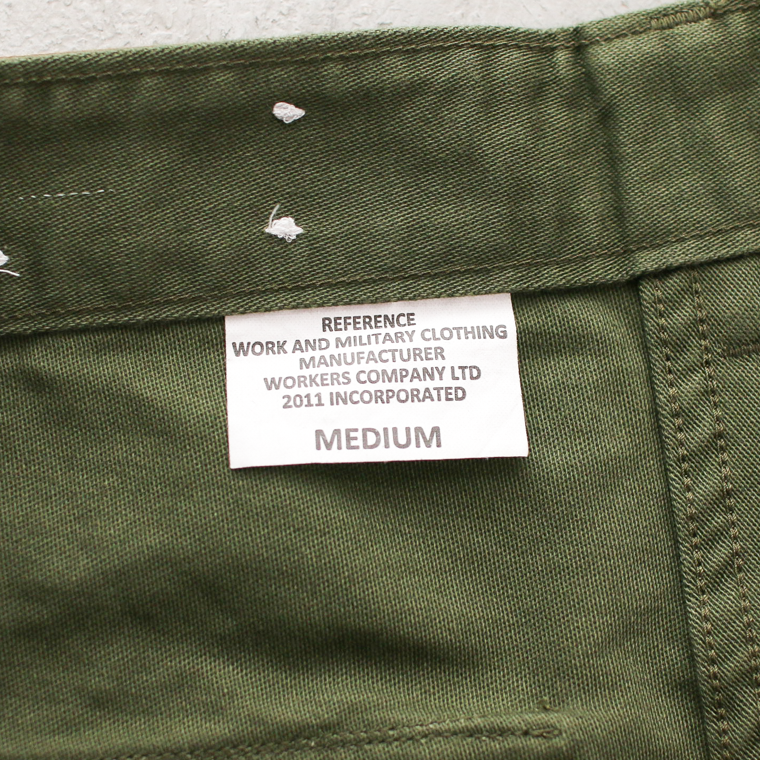 REFERENCE
WORK AND MILITARY CLOTHING
MANUFACTURER
WORKERS COMPANY LTD
2011 INCORPORATED
MEDIUM